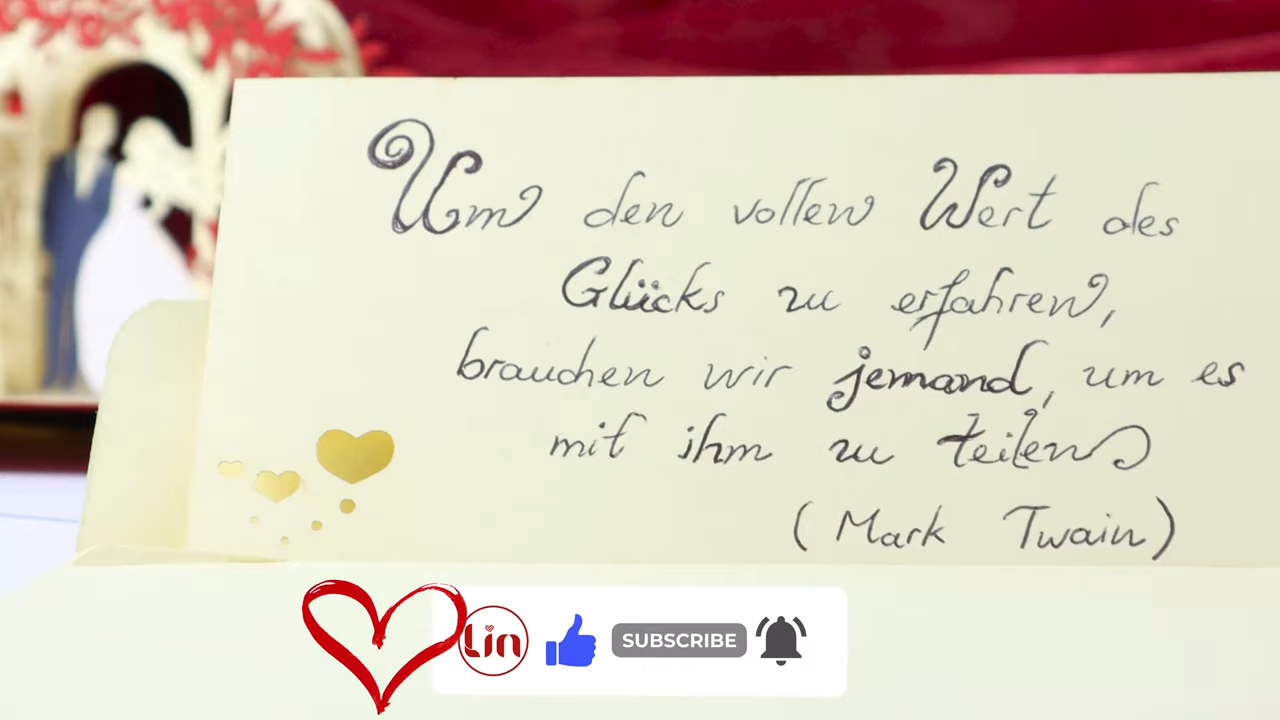 Um den vollen Wert des
Glücks zu erfahren,
brauchen wir jemand, um es
mit ihm zu teilen
(Mark Twain)
Lin
SUBSCRIBE